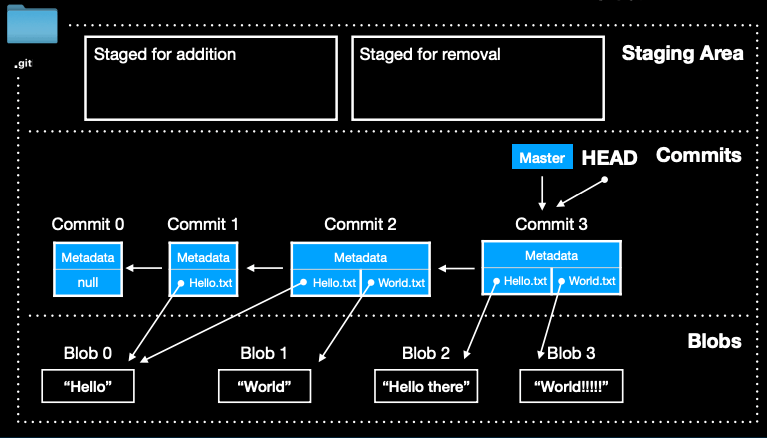 .git
Staged for addition
Staged for removal
Staging Area
Master
HEAD
Commits
Commit 0
Commit 1
Commit 2
Commit 3
Metadata
null
Metadata
Hello.txt
Metadata
Hello.txt
World.txt
Metadata
Hello.txt
World.txt
Blobs
Blob 0
Blob 1
Blob 2
Blob 3
“Hello”
“World”
“Hello there”
“World!!!!!”